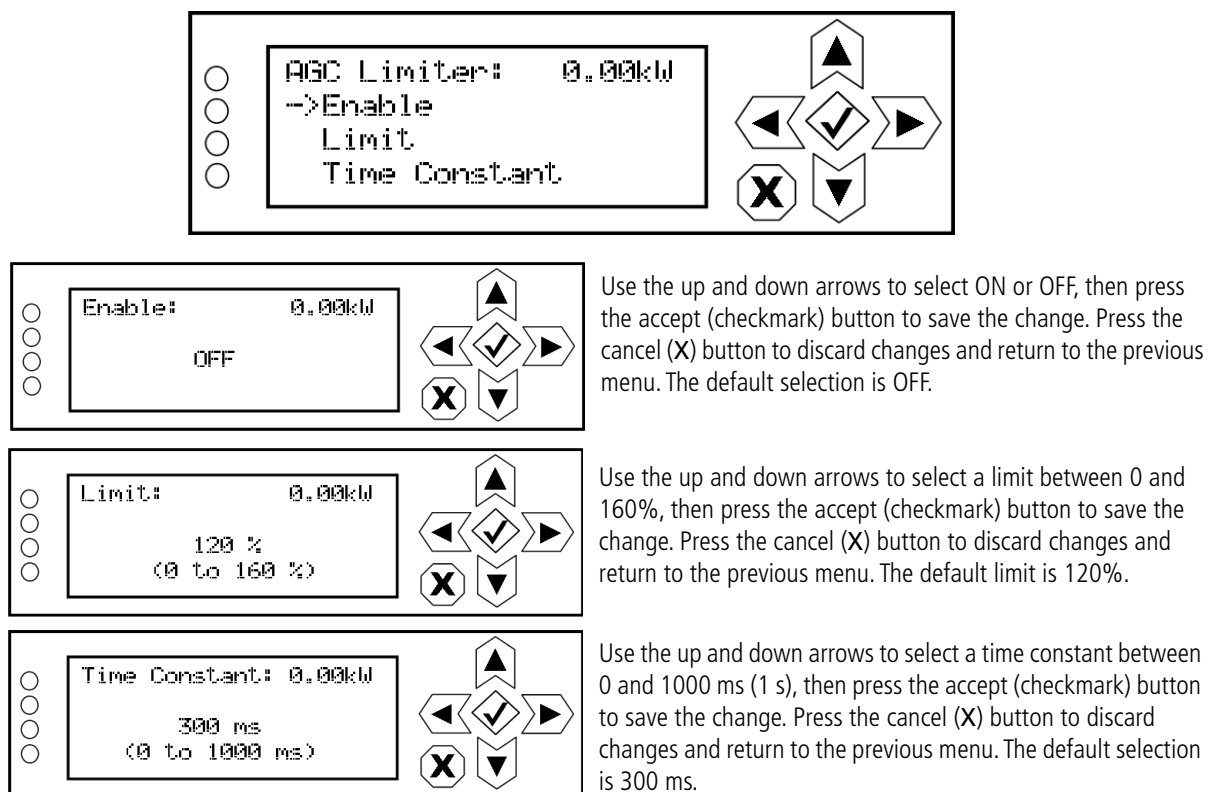 AGC Limiter: 0.00kW
->Enable
Limit
Time Constant
X
Enable: 0.00kW
OFF
X
Use the up and down arrows to select ON or OFF, then press
the accept (checkmark) button to save the change. Press the
cancel (X) button to discard changes and return to the previous
menu. The default selection is OFF.
Limit: 0.00kW
120 %
(0 to 160 %)
X
Use the up and down arrows to select a limit between 0 and
160%, then press the accept (checkmark) button to save the
change. Press the cancel (X) button to discard changes and
return to the previous menu. The default limit is 120%.
Time Constant: 0.00kW
300 ms
(0 to 1000 ms)
X
Use the up and down arrows to select a time constant between
0 and 1000 ms (1 s), then press the accept (checkmark) button
to save the change. Press the cancel (X) button to discard
changes and return to the previous menu. The default selection
is 300 ms.